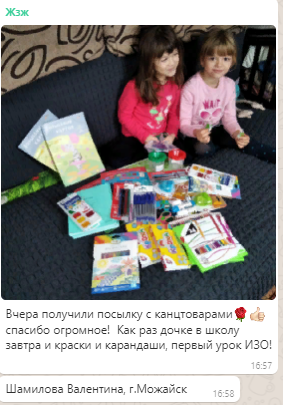 Жзж
Вчера получили посылку с канцтоварами🌹👍🏻
спасибо огромное!  Как раз дочке в школу
завтра и краски и карандаши, первый урок ИЗО!
16:57
Шамилова Валентина, г.Можайск
16:58